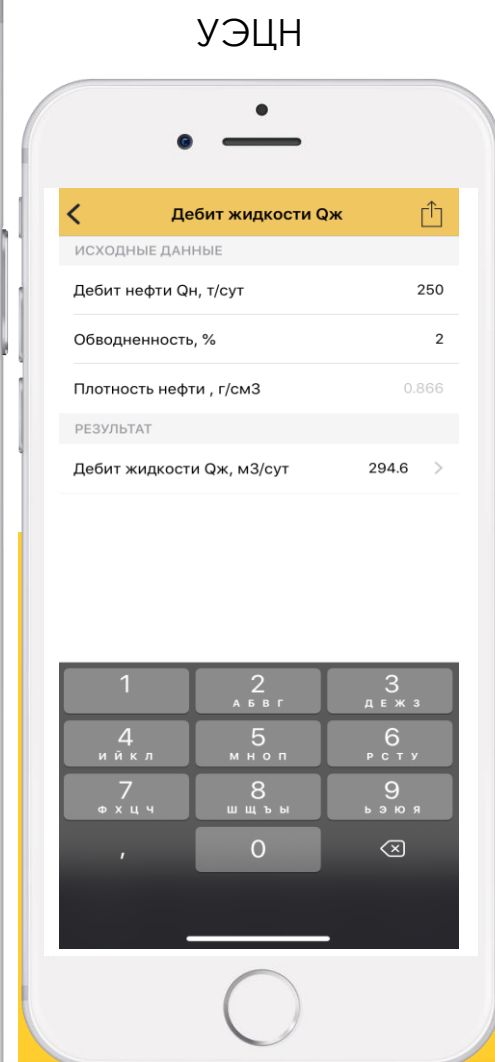 УЭЦН
Дебит жидкости Qж
ИСХОДНЫЕ ДАННЫЕ
Дебит нефти Qн, т/сут 250
Обводненность, % 2
Плотность нефти , г/см3 0.866
РЕЗУЛЬТАТ
Дебит жидкости Qж, м3/сут 294.6
1 2 3
А Б В Г Д Е Ж З
4 5 6
И Й К Л М Н О П Р С Т У
7 8 9
Ф Х Ц Ч Ш Щ Ъ Ы Ь Э Ю Я
, 0